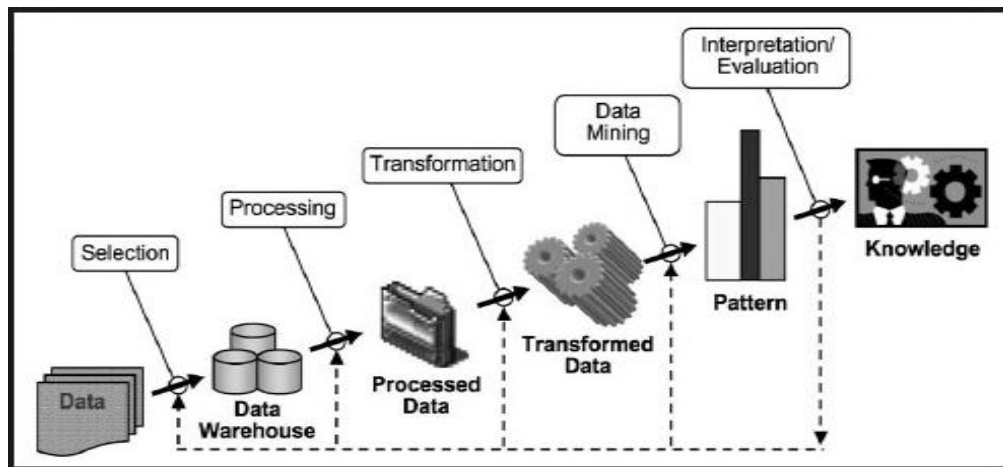 Interpretation/
Evaluation
Data
Mining
Transformation
Processing
Selection
Knowledge
Pattern
Transformed
Data
Processed
Data
Data
Warehouse
Data